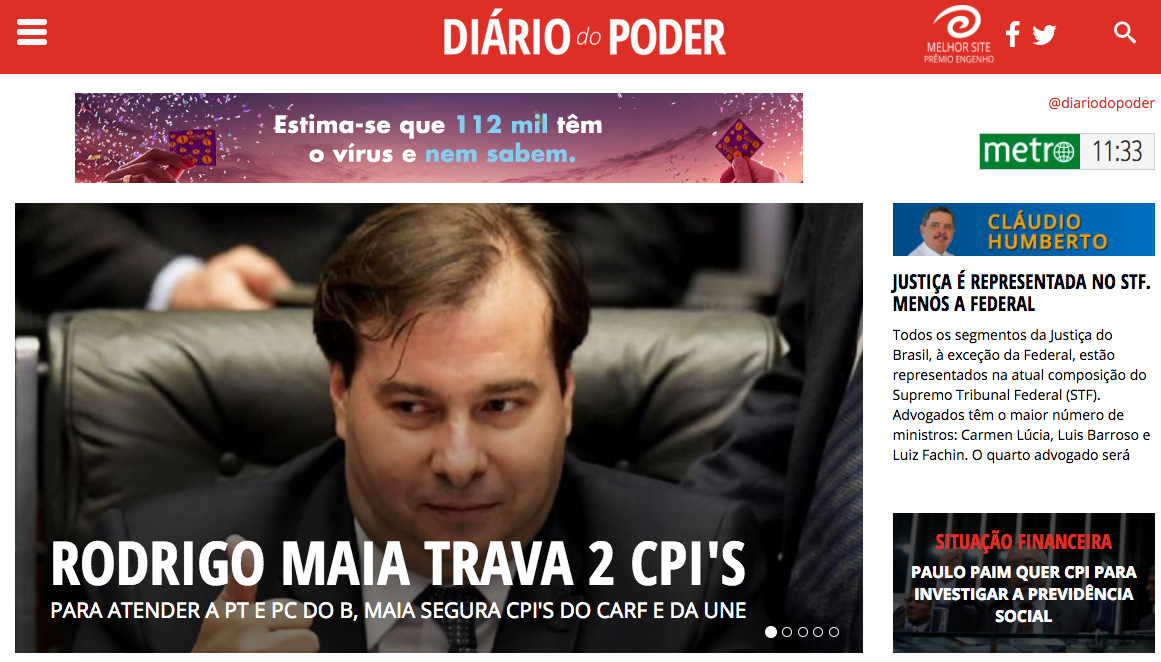 DIÁRIO do PODER
MELHOR SITE
PRÊMIO ENGENHO
Estima-se que 112 mil têm
o vírus e nem sabem.
@diariodopoder
metro 11:33
CLÁUDIO
HUMBERTO
JUSTIÇA É REPRESENTADA NO STF.
MENOS A FEDERAL
Todos os segmentos da Justiça do
Brasil, à exceção da Federal, estão
representados na atual composição do
Supremo Tribunal Federal (STF).
Advogados têm o maior número de
ministros: Carmen Lúcia, Luis Barroso e
Luiz Fachin. O quarto advogado será
RODRIGO MAIA TRAVA 2 CPI'S
PARA ATENDER A PT E PC DO B, MAIA SEGURA CPI'S DO CARF E DA UNE
SITUAÇÃO FINANCEIRA
PAULO PAIM QUER CPI PARA
INVESTIGAR A PREVIDÊNCIA
SOCIAL